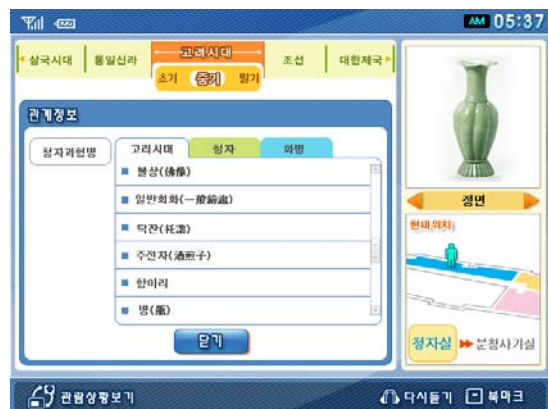 AM 05:37
삼국시대 통일신라 고려시대 조선 대한제국
초기 중기 말기
관계정보
청자과형병
고려시대 청자 화병
불상(佛像)
일반회화(一般繪畵)
탁잔(托盞)
주전자(酒煎子)
항아리
병(甁)
닫기
정면
현재 위치
청자실 분청사기실
관람상황보기 다시듣기 북마크